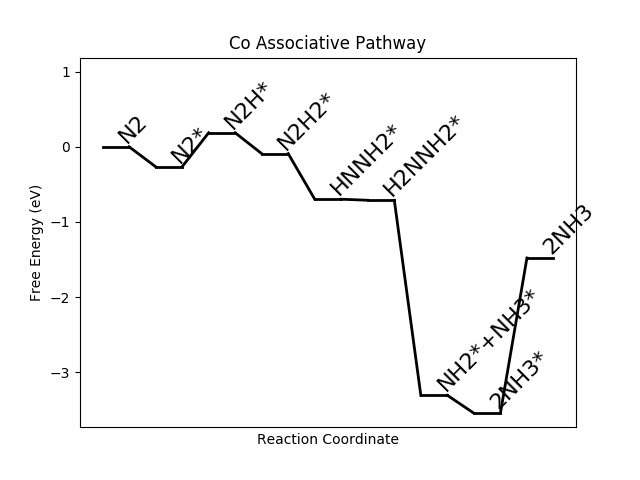 Co Associative Pathway
1
0
−1
−2
−3
Free Energy (eV)
N2
N2*
N2H*
N2H2*
HNNH2*
H2NNH2*
NH2*+NH3*
2NH3*
2NH3
Reaction Coordinate